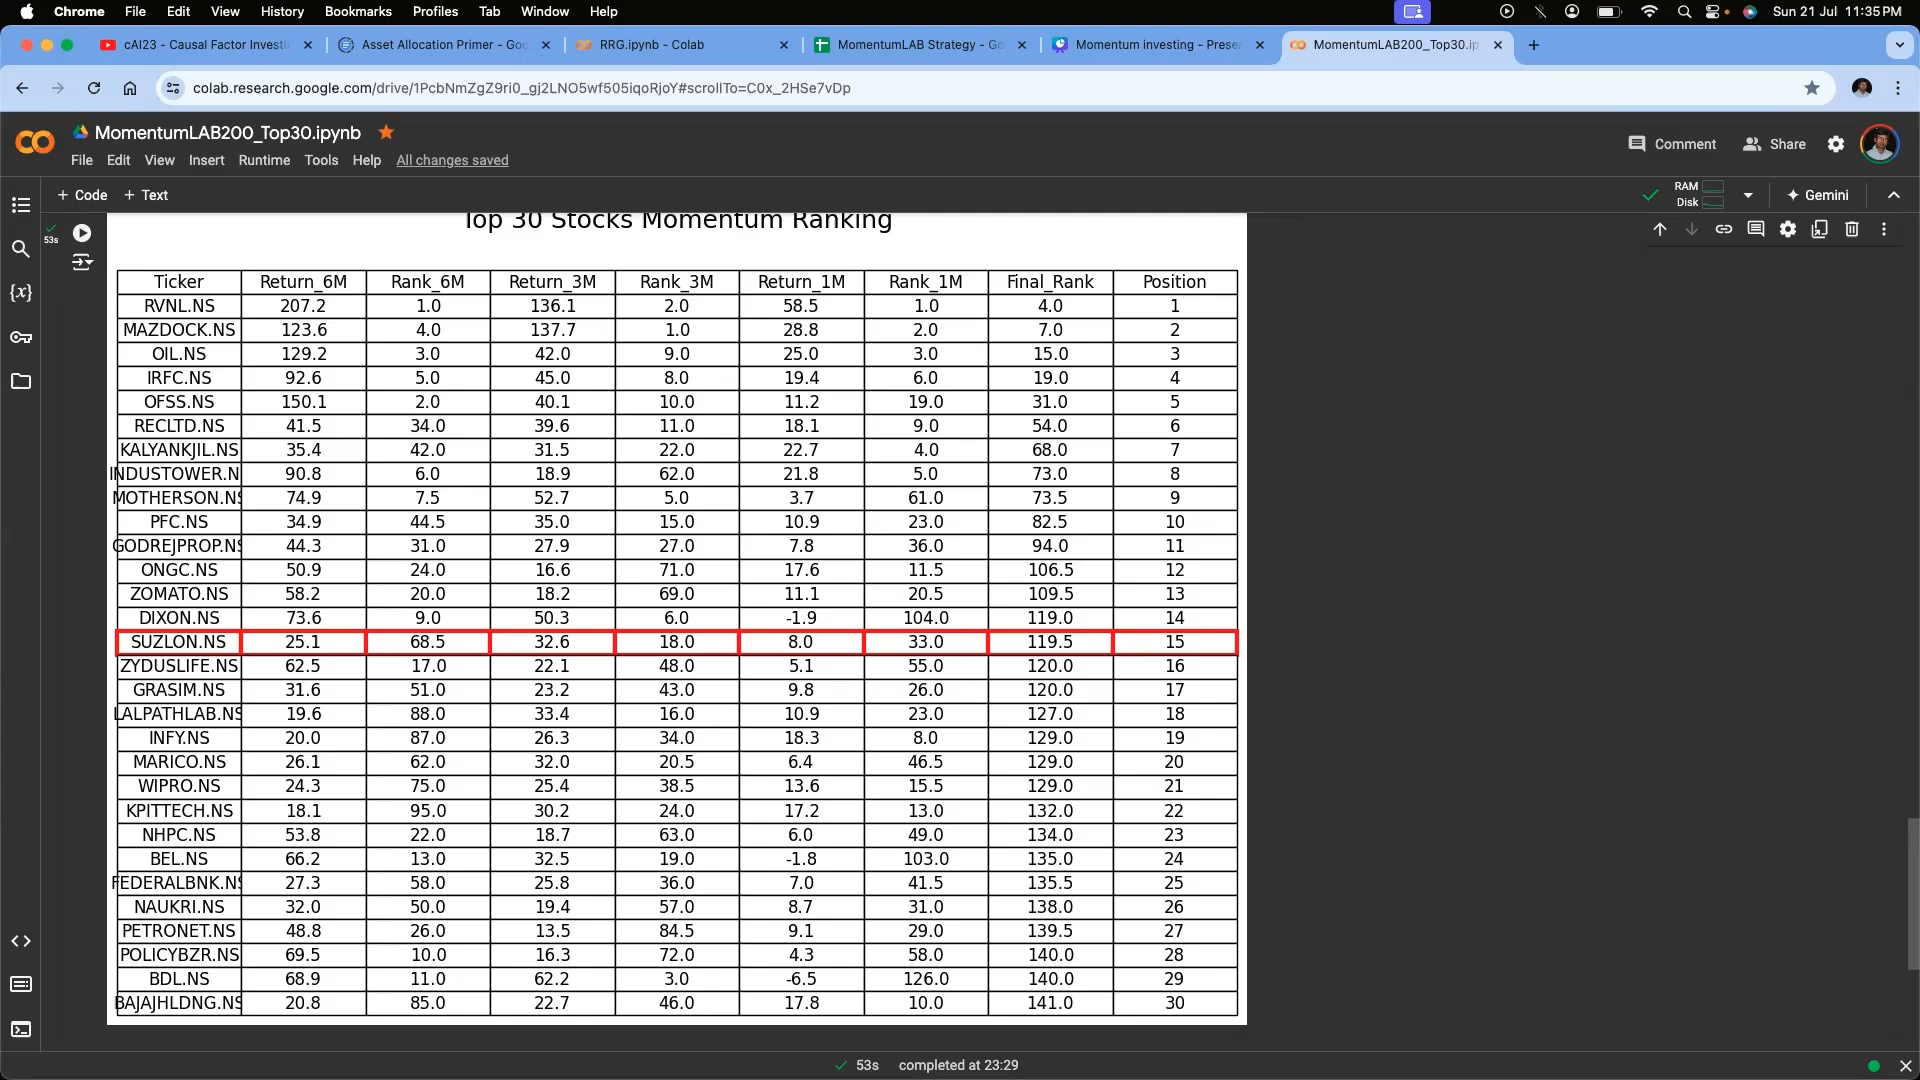 Chrome File Edit View History Bookmarks Profiles Tab Window Help Sun 21 Jul 11:35 PM
cAI23 - Causal Factor Investi Asset Allocation Primer - Goo RRG.ipynb - Colab MomentumLAB Strategy - Go Momentum investing - Prese MomentumLAB200_Top30.ip
colab.research.google.com/drive/1PcbNmZgZ9ri0_gj2LNO5wf505iqoRjoY#scrollTo=C0x_2HSe7vDp
MomentumLAB200_Top30.ipynb
Comment Share
File Edit View Insert Runtime Tools Help All changes saved
+ Code + Text RAM Disk Gemini
53s
Top 30 Stocks Momentum Ranking
Ticker Return_6M Rank_6M Return_3M Rank_3M Return_1M Rank_1M Final_Rank Position
RVNL.NS 207.2 1.0 136.1 2.0 58.5 1.0 4.0 1
MAZDOCK.NS 123.6 4.0 137.7 1.0 28.8 2.0 7.0 2
OIL.NS 129.2 3.0 42.0 9.0 25.0 3.0 15.0 3
IRFC.NS 92.6 5.0 45.0 8.0 19.4 6.0 19.0 4
OFSS.NS 150.1 2.0 40.1 10.0 11.2 19.0 31.0 5
RECLTD.NS 41.5 34.0 39.6 11.0 18.1 9.0 54.0 6
KALYANKJIL.NS 35.4 42.0 31.5 22.0 22.7 4.0 68.0 7
INDUSTOWER.N 90.8 6.0 18.9 62.0 21.8 5.0 73.0 8
MOTHERSON.NS 74.9 7.5 52.7 5.0 3.7 61.0 73.5 9
PFC.NS 34.9 44.5 35.0 15.0 10.9 23.0 82.5 10
GODREJPROP.NS 44.3 31.0 27.9 27.0 7.8 36.0 94.0 11
ONGC.NS 50.9 24.0 16.6 71.0 17.6 11.5 106.5 12
ZOMATO.NS 58.2 20.0 18.2 69.0 11.1 20.5 109.5 13
DIXON.NS 73.6 9.0 50.3 6.0 -1.9 104.0 119.0 14
SUZLON.NS 25.1 68.5 32.6 18.0 8.0 33.0 119.5 15
ZYDUSLIFE.NS 62.5 17.0 22.1 48.0 5.1 55.0 120.0 16
GRASIM.NS 31.6 51.0 23.2 43.0 9.8 26.0 120.0 17
LALPATHLAB.NS 19.6 88.0 33.4 16.0 10.9 23.0 127.0 18
INFY.NS 20.0 87.0 26.3 34.0 18.3 8.0 129.0 19
MARICO.NS 26.1 62.0 32.0 20.5 6.4 46.5 129.0 20
WIPRO.NS 24.3 75.0 25.4 38.5 13.6 15.5 129.0 21
KPITTECH.NS 18.1 95.0 30.2 24.0 17.2 13.0 132.0 22
NHPC.NS 53.8 22.0 18.7 63.0 6.0 49.0 134.0 23
BEL.NS 66.2 13.0 32.5 19.0 -1.8 103.0 135.0 24
FEDERALBNK.NS 27.3 58.0 25.8 36.0 7.0 41.5 135.5 25
NAUKRI.NS 32.0 50.0 19.4 57.0 8.7 31.0 138.0 26
PETRONET.NS 48.8 26.0 13.5 84.5 9.1 29.0 139.5 27
POLICYBZR.NS 69.5 10.0 16.3 72.0 4.3 58.0 140.0 28
BDL.NS 68.9 11.0 62.2 3.0 -6.5 126.0 140.0 29
BAJAJHLDNG.NS 20.8 85.0 22.7 46.0 17.8 10.0 141.0 30
53s completed at 23:29